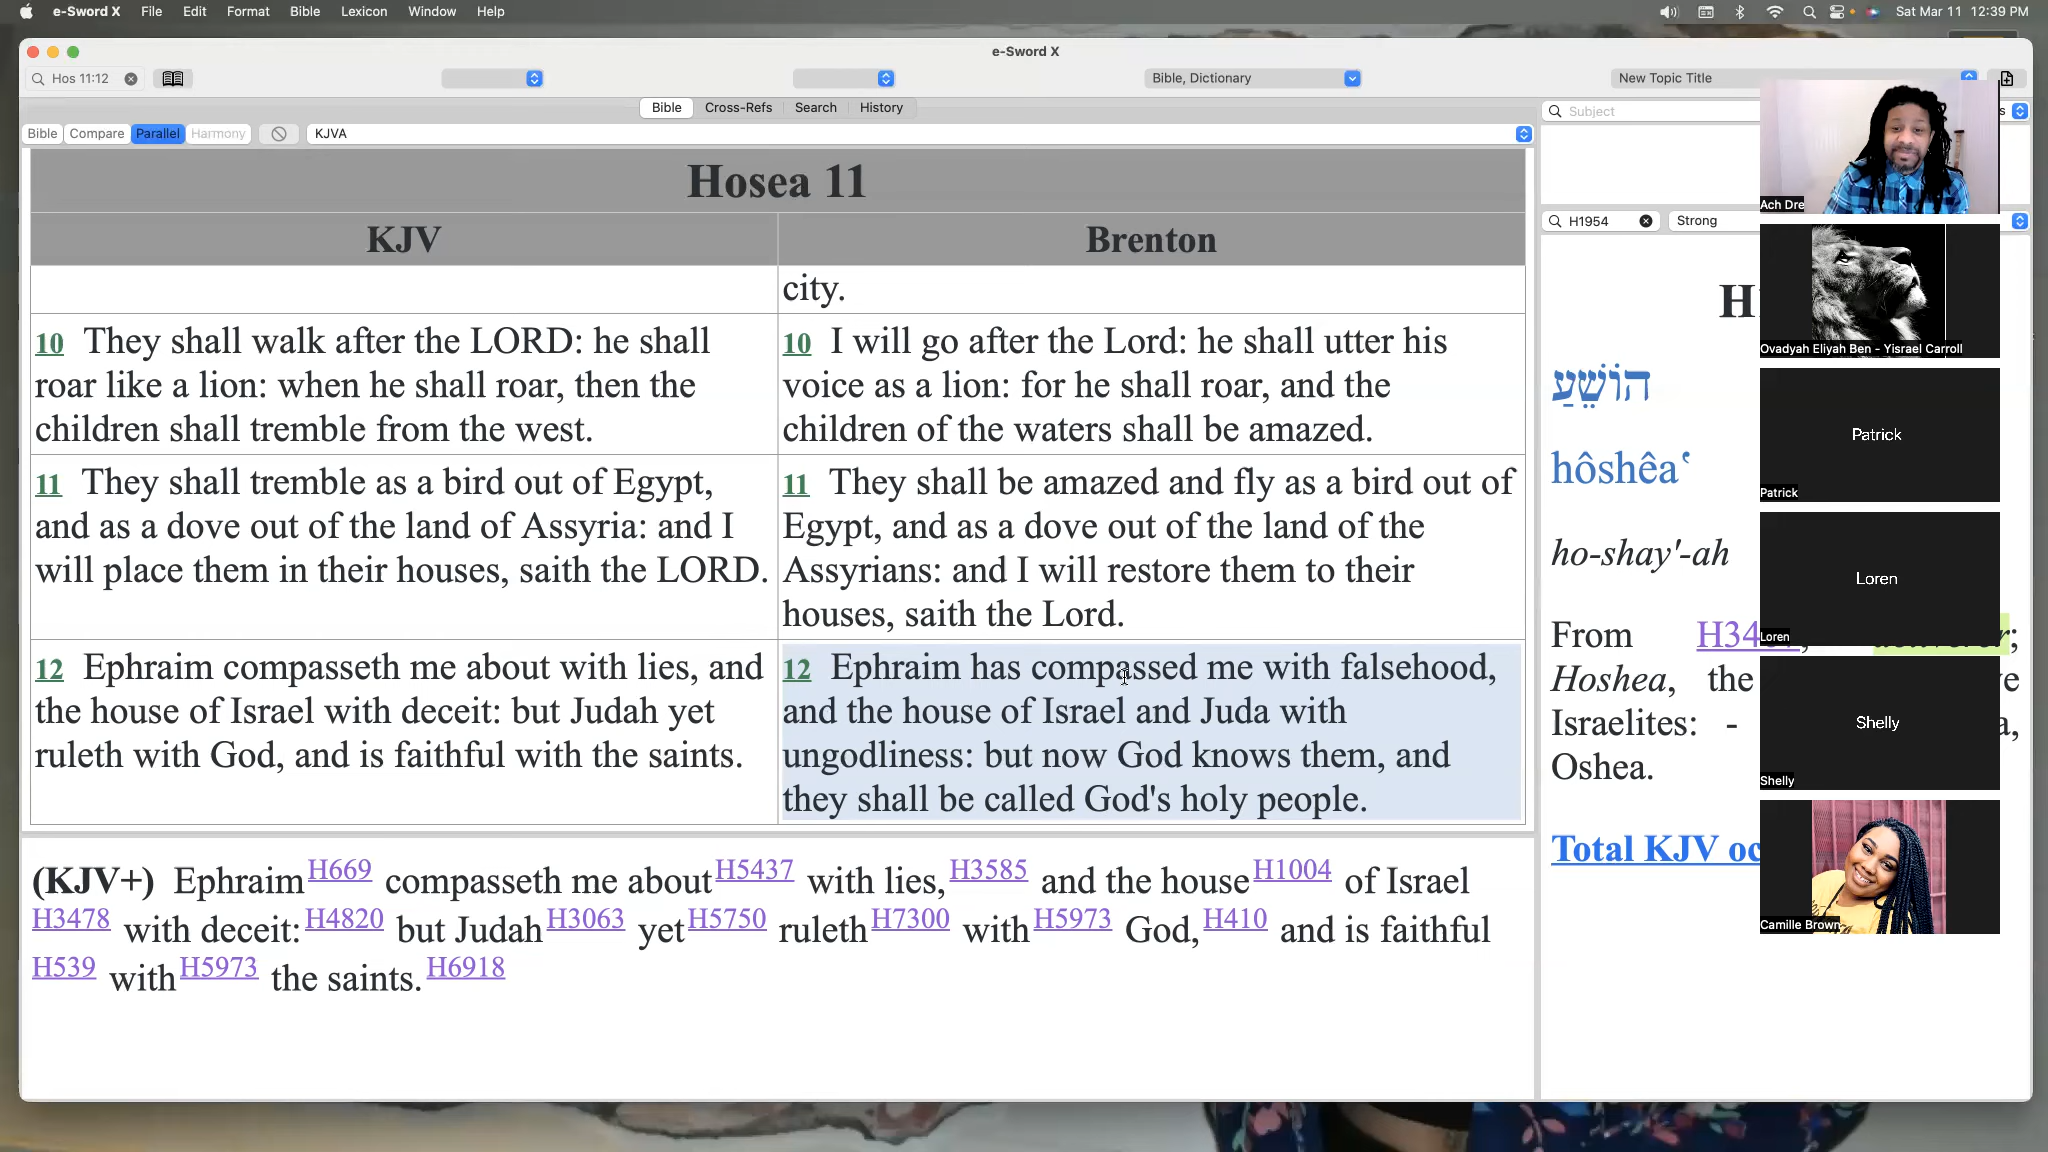 e-Sword X File Edit Format Bible Lexicon Window Help
Sat Mar 11 12:39 PM
e-Sword X
Hos 11:12
Bible, Dictionary
New Topic Title
Bible Cross-Refs Search History
Bible Compare Parallel Harmony
KJVA
Subject
s
Hosea 11
KJV
Brenton
city.
10 They shall walk after the LORD: he shall
roar like a lion: when he shall roar, then the
children shall tremble from the west.
10 I will go after the Lord: he shall utter his
voice as a lion: for he shall roar, and the
children of the waters shall be amazed.
11 They shall tremble as a bird out of Egypt,
and as a dove out of the land of Assyria: and I
will place them in their houses, saith the LORD.
11 They shall be amazed and fly as a bird out of
Egypt, and as a dove out of the land of the
Assyrians: and I will restore them to their
houses, saith the Lord.
12 Ephraim compasseth me about with lies, and
the house of Israel with deceit: but Judah yet
ruleth with God, and is faithful with the saints.
12 Ephraim has compassed me with falsehood,
and the house of Israel and Juda with
ungodliness: but now God knows them, and
they shall be called God's holy people.
(KJV+) Ephraim H669 compasseth me about H5437 with lies, H3585 and the house H1004 of Israel
H3478 with deceit: H4820 but Judah H3063 yet H5750 ruleth H7300 with H5973 God, H410 and is faithful
H539 with H5973 the saints. H6918
H1954
Strong
הוֹשֵׁעַ
hôshêa‛
ho-shay'-ah
From H34
Hoshea, the
Israelites: -
Oshea.
Total KJV oc
Ach Dre
Ovadyah Eliyah Ben - Yisrael Carroll
Patrick
Patrick
Loren
Loren
Shelly
Shelly
Camille Brown